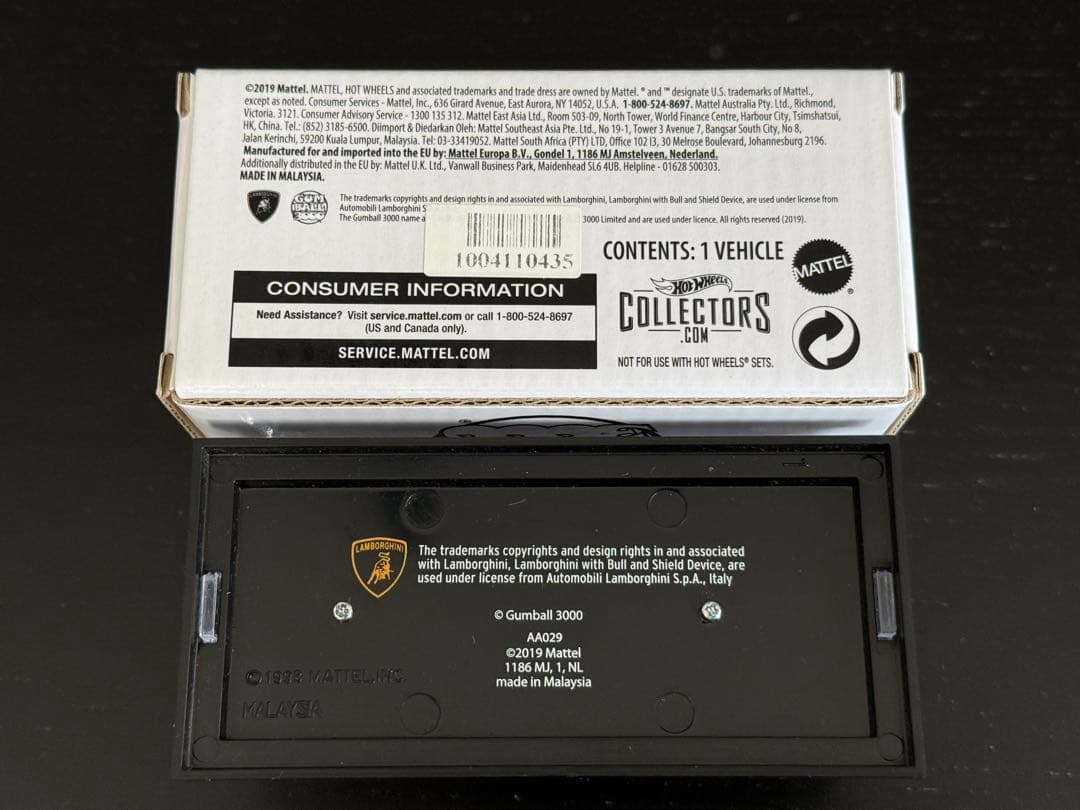 ©2019 Mattel. MATTEL, HOT WHEELS and associated trademarks and trade dress are owned by Mattel. ® and ™ designate U.S. trademarks of Mattel.,
except as noted. Consumer Services - Mattel, Inc., 636 Girard Avenue, East Aurora, NY 14052, U.S.A. 1-800-524-8697. Mattel Australia Pty. Ltd., Richmond,
Victoria. 3121. Consumer Advisory Service - 1300 135 312. Mattel East Asia Ltd., Room 503-09, North Tower, World Finance Centre, Harbour City, Tsimshatsui,
HK, China. Tel.: (852) 3185-6500. Diimport & Diedarkan Oleh: Mattel Southeast Asia Pte. Ltd., No 19-1, Tower 3 Avenue 7, Bangsar South City, No 8,
Jalan Kerinchi, 59200 Kuala Lumpur, Malaysia. Tel: 03-33419052. Mattel South Africa (PTY) LTD, Office 102 I3, 30 Melrose Boulevard, Johannesburg 2196.
Manufactured for and imported into the EU by: Mattel Europa B.V., Gondel 1, 1186 MJ Amstelveen, Nederland.
Additionally distributed in the EU by: Mattel U.K. Ltd., Vanwall Business Park, Maidenhead SL6 4UB. Helpline - 01628 500303.
MADE IN MALAYSIA.
LAMBORGHINI
GUM BALL
The trademarks copyrights and design rights in and associated with Lamborghini, Lamborghini with Bull and Shield Device, are used under license from
Automobili Lamborghini S
The Gumball 3000 name a 3000 Limited and are used under licence. All rights reserved (2019).
1004110435
CONTENTS: 1 VEHICLE
MATTEL®
CONSUMER INFORMATION
Need Assistance? Visit service.mattel.com or call 1-800-524-8697
(US and Canada only).
SERVICE.MATTEL.COM
HOT WHEELS
COLLECTORS
.COM
NOT FOR USE WITH HOT WHEELS® SETS.
1
LAMBORGHINI
The trademarks copyrights and design rights in and associated
with Lamborghini, Lamborghini with Bull and Shield Device, are
used under license from Automobili Lamborghini S.p.A., Italy
© Gumball 3000
AA029
©2019 Mattel
1186 MJ, 1, NL
made in Malaysia
MATTEL, INC.
MALAYSIA